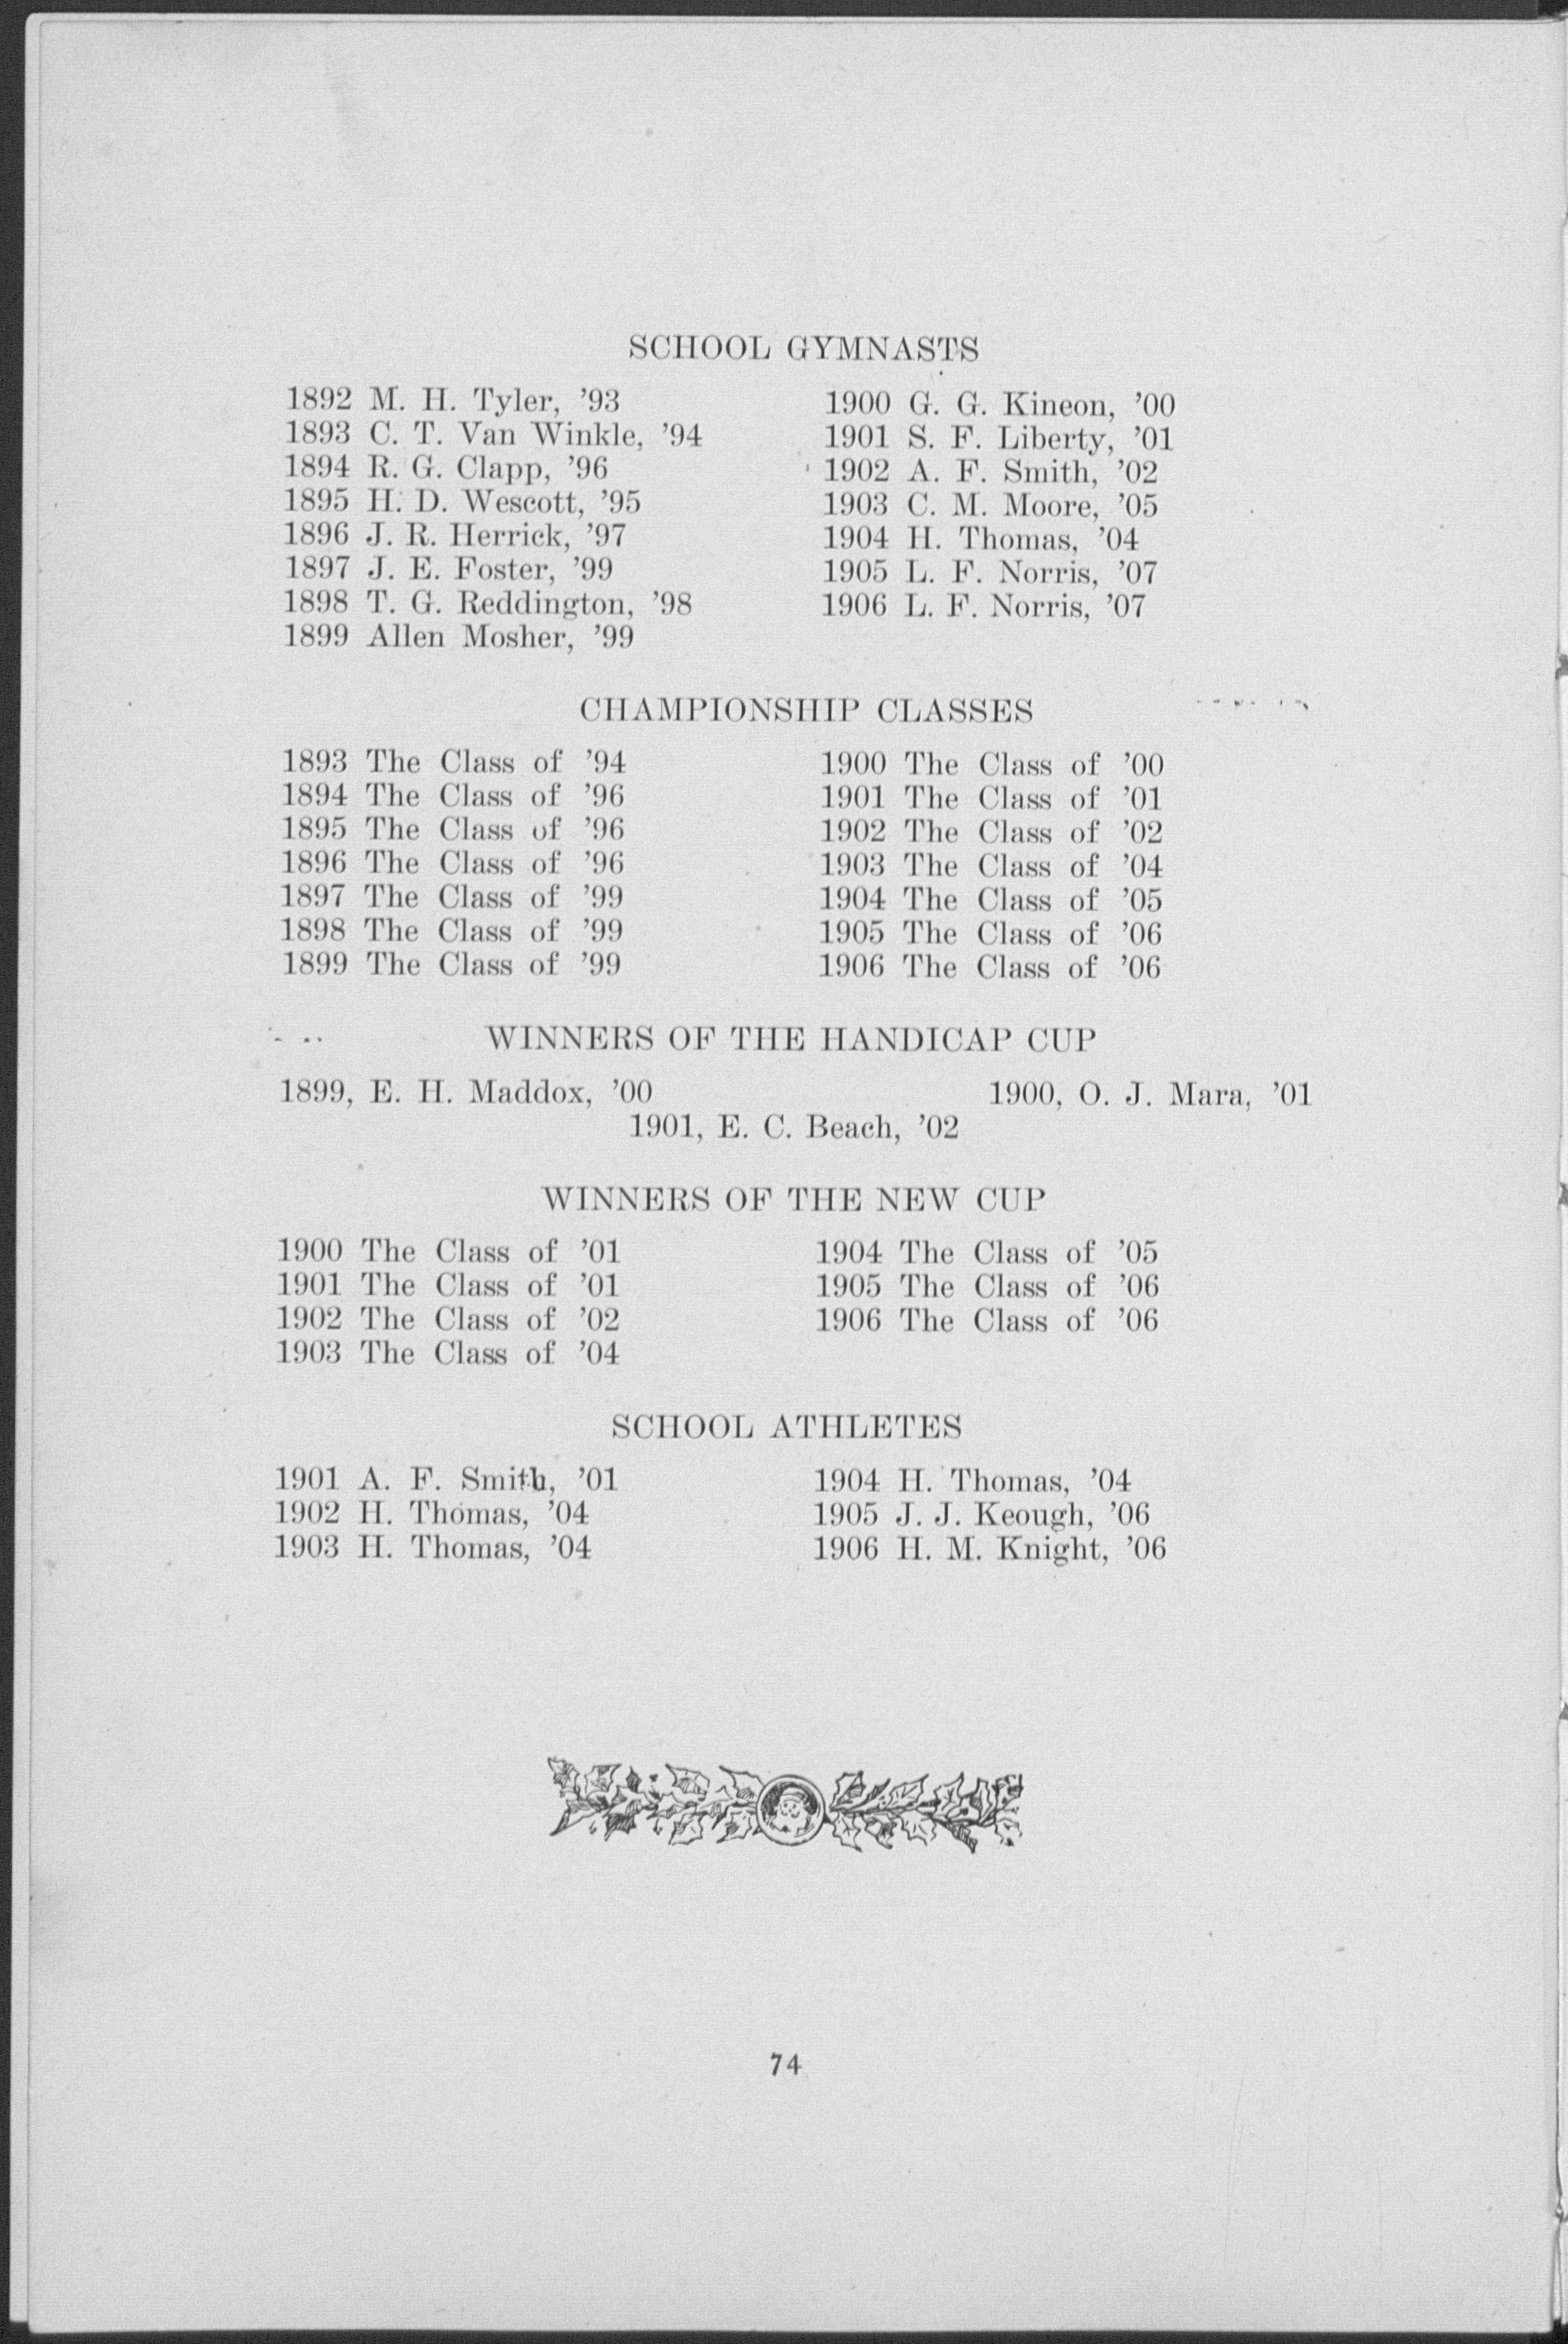 SCHOOL GYMNASTS
1892 M. H. Tyler, ’93
1893 C. T. Van Winkle, ’94
1894 R. G. Clapp, ’96
1895 H. D. Wescott, ’95
1896 J. R. Herrick, ’97
1897 J. E. Foster, ’99
1898 T. G. Reddington, ’98
1899 Allen Mosher, ’99
1900 G. G. Kineon, ’00
1901 S. F. Liberty, ’01
1902 A. F. Smith, ’02
1903 C. M. Moore, ’05
1904 H. Thomas, ’04
1905 L. F. Norris, ’07
1906 L. F. Norris, ’07
CHAMPIONSHIP CLASSES
1893 The Class of ’94
1894 The Class of ’96
1895 The Class of ’96
1896 The Class of ’96
1897 The Class of ’99
1898 The Class of ’99
1899 The Class of ’99
1900 The Class of ’00
1901 The Class of ’01
1902 The Class of ’02
1903 The Class of ’04
1904 The Class of ’05
1905 The Class of ’06
1906 The Class of ’06
WINNERS OF THE HANDICAP CUP
1899, E. H. Maddox, ’00
1900, O. J. Mara, ’01
1901, E. C. Beach, ’02
WINNERS OF THE NEW CUP
1900 The Class of ’01
1901 The Class of ’01
1902 The Class of ’02
1903 The Class of ’04
1904 The Class of ’05
1905 The Class of ’06
1906 The Class of ’06
SCHOOL ATHLETES
1901 A. F. Smith, ’01
1902 H. Thomas, ’04
1903 H. Thomas, ’04
1904 H. Thomas, ’04
1905 J. J. Keough, ’06
1906 H. M. Knight, ’06
74